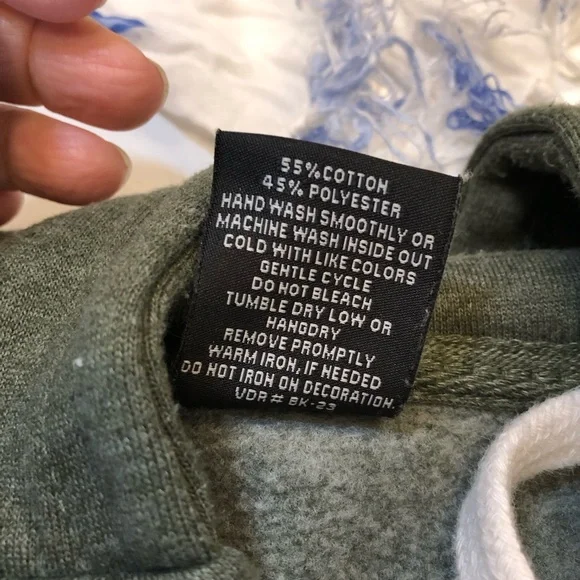 55%COTTON
45% POLYESTER
HAND WASH SMOOTHLY OR
MACHINE WASH INSIDE OUT
COLD WITH LIKE COLORS
GENTLE CYCLE
DO NOT BLEACH
TUMBLE DRY LOW OR
HANGDRY
REMOVE PROMPTLY
WARM IRON, IF NEEDED
DO NOT IRON ON DECORATION.
VDR # BK-23